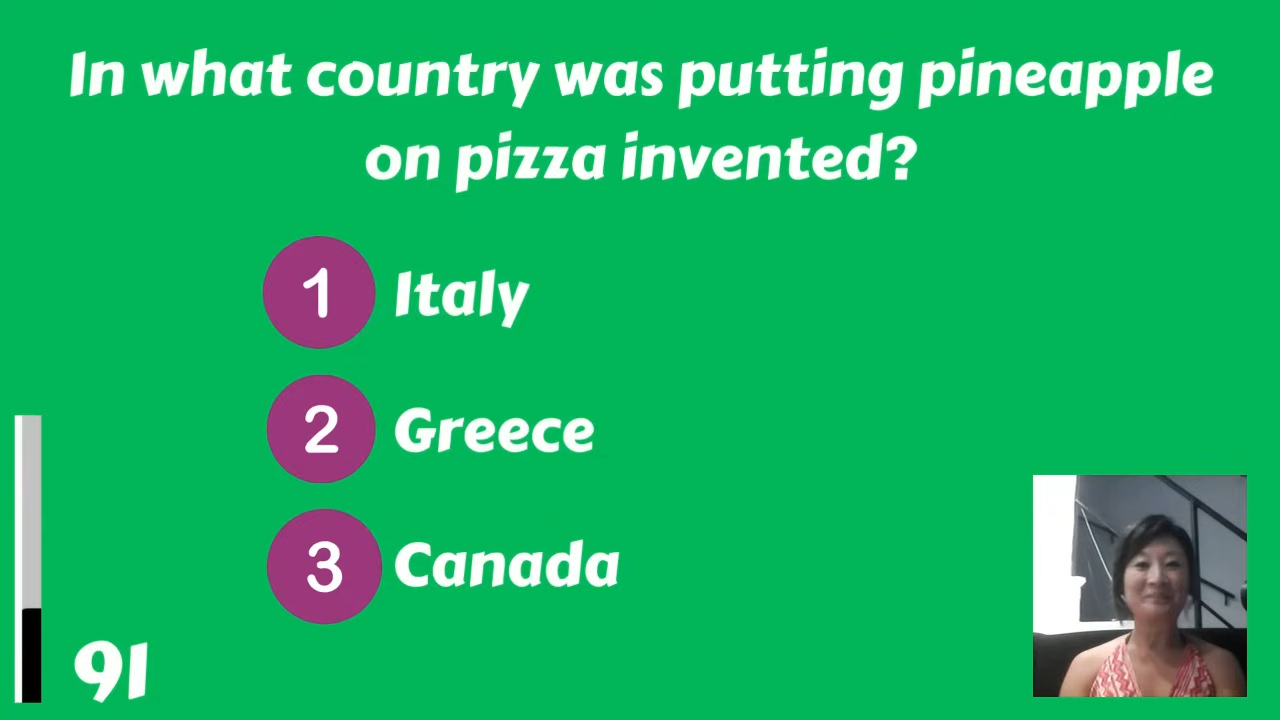 In what country was putting pineapple
on pizza invented?
1 Italy
2 Greece
3 Canada
91